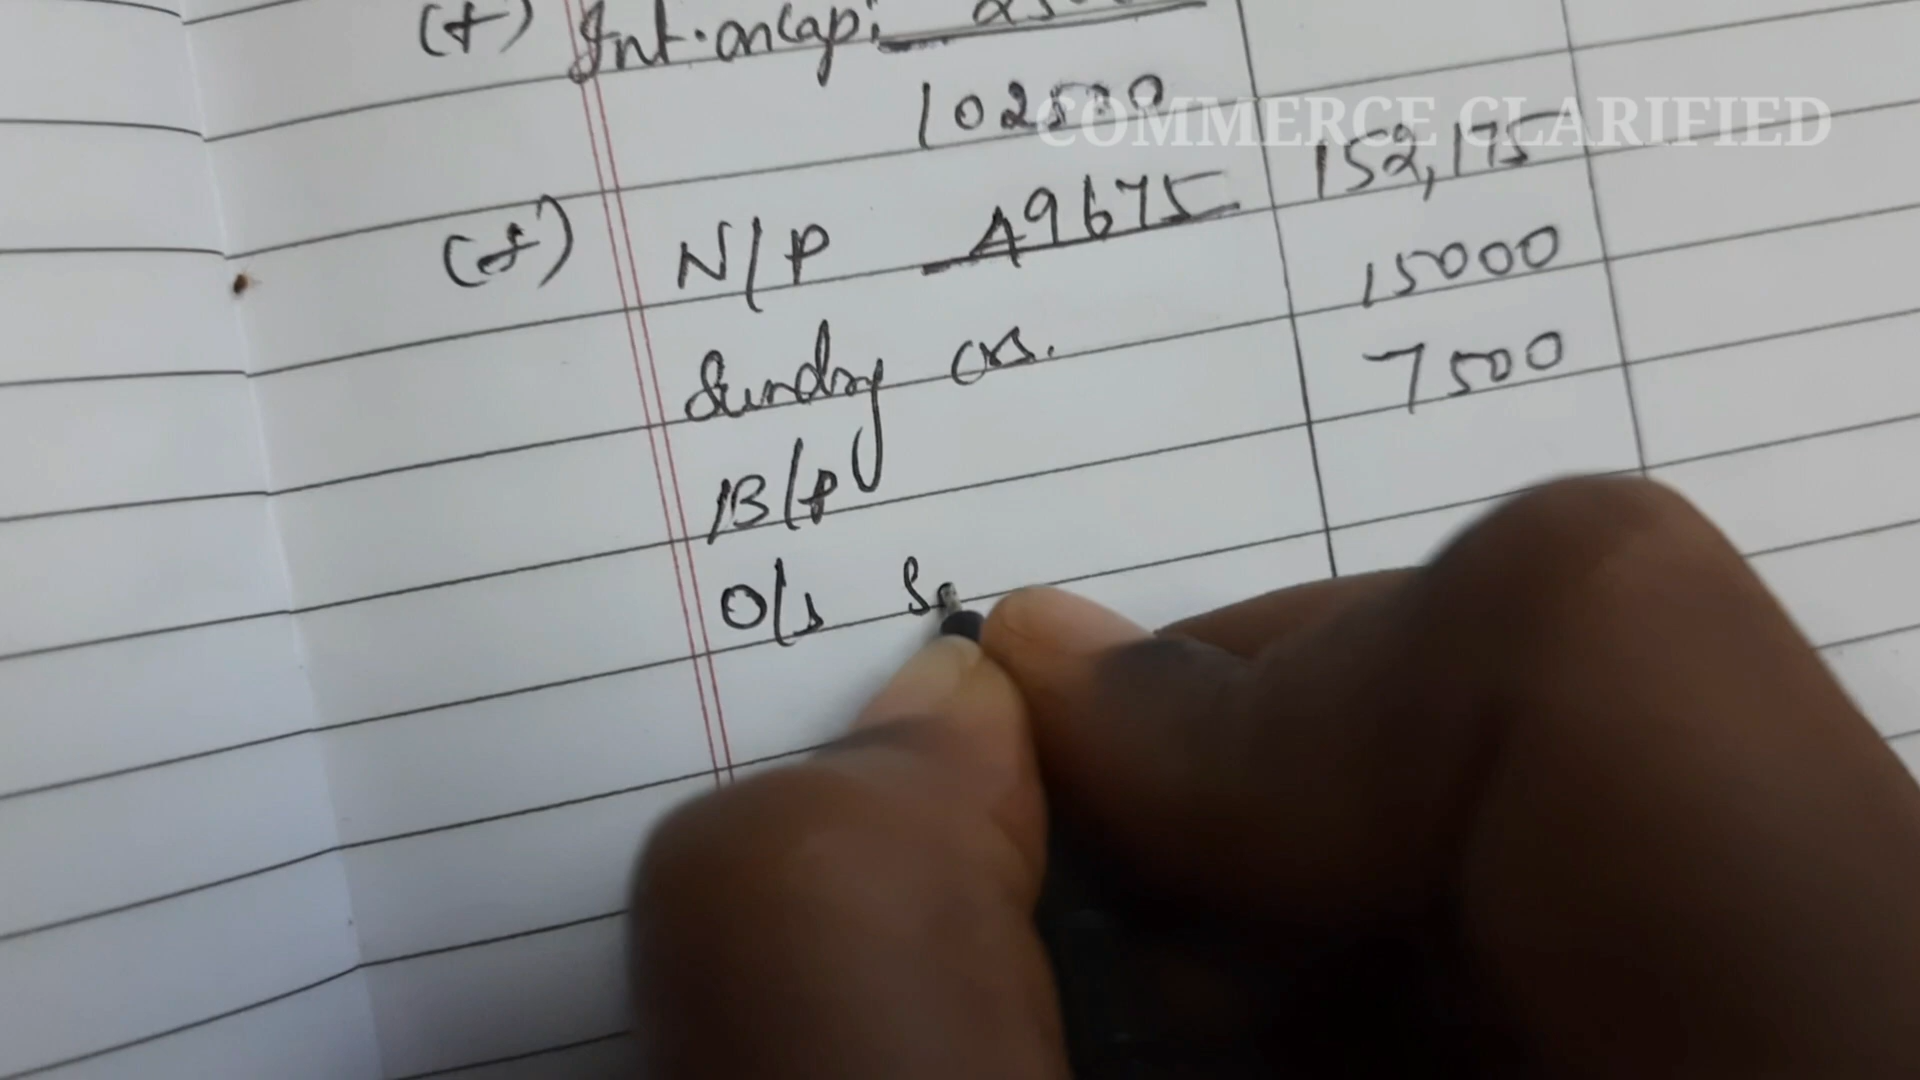 (+) Int. on Cap:
102500
COMMERCE CLARIFIED
(+) N/P 49675 152,175
Sundry crs. 15000
B/P 7500
O/s